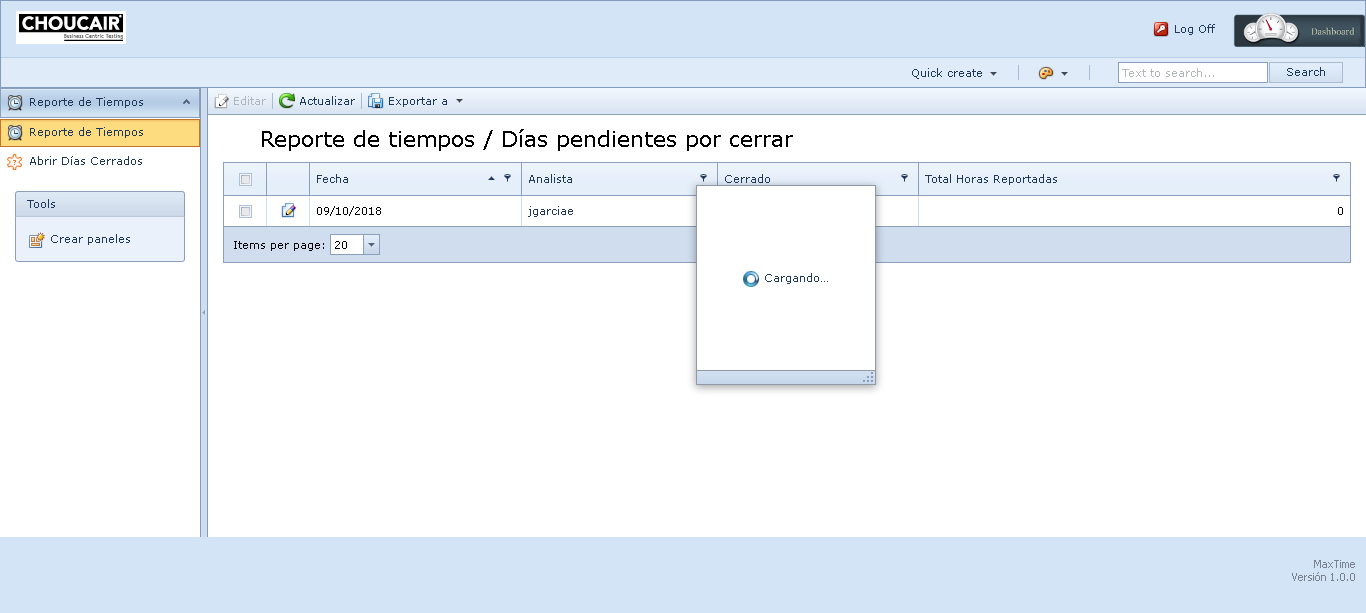 CHOUCAIR
Business Centric Testing
Log Off
Dashboard
Quick create
Text to search...
Search
Reporte de Tiempos
Reporte de Tiempos
Abrir Días Cerrados
Tools
Crear paneles
Editar
Actualizar
Exportar a
Reporte de tiempos / Días pendientes por cerrar
Fecha Analista Cerrado Total Horas Reportadas
09/10/2018 jgarciae 0
Items per page: 20
Cargando...
MaxTime
Versión 1.0.0